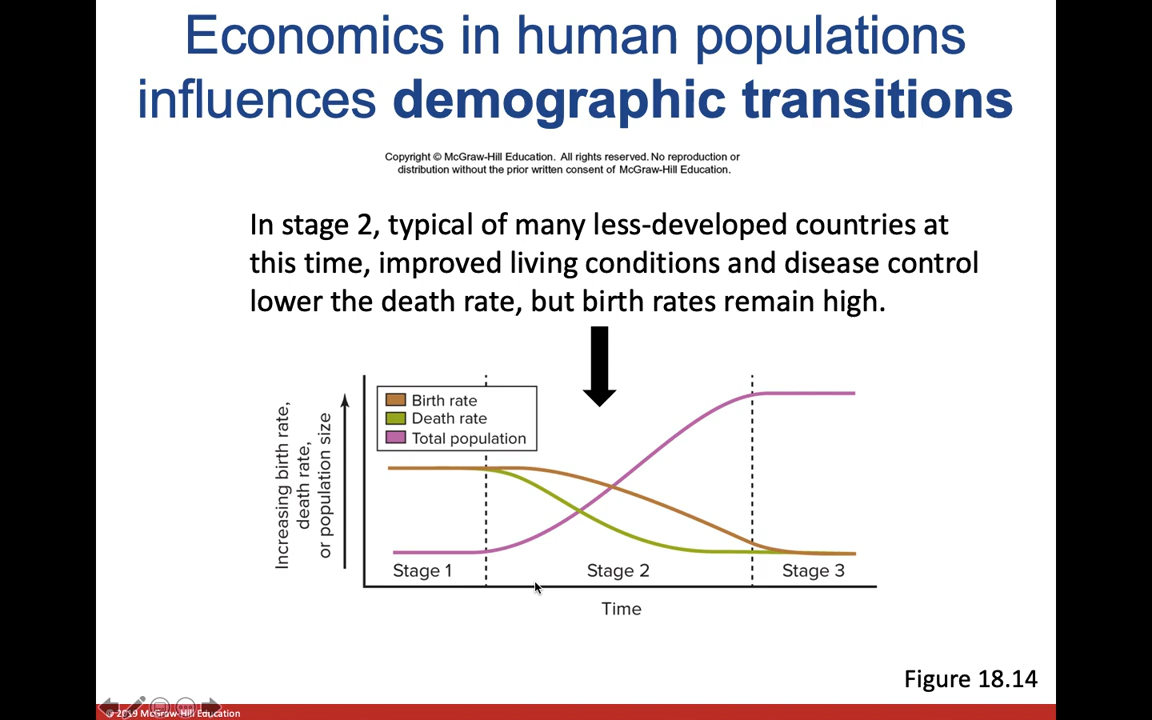 Economics in human populations
influences demographic transitions
Copyright © McGraw-Hill Education. All rights reserved. No reproduction or
distribution without the prior written consent of McGraw-Hill Education.
In stage 2, typical of many less-developed countries at
this time, improved living conditions and disease control
lower the death rate, but birth rates remain high.
Birth rate
Death rate
Total population
Increasing birth rate,
death rate,
or population size
Stage 1
Stage 2
Stage 3
Time
Figure 18.14
© 2019 McGraw-Hill Education